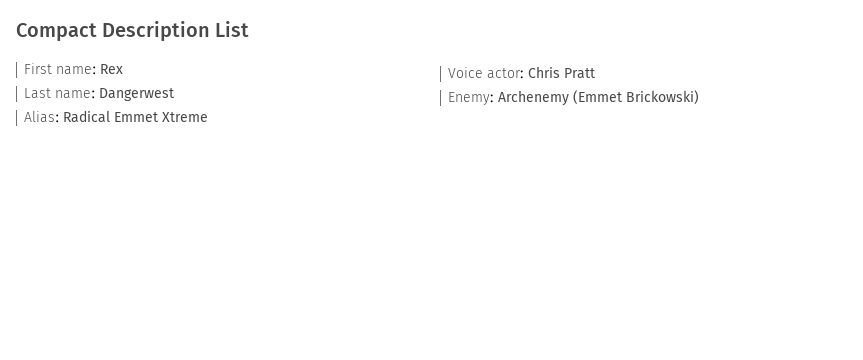 Compact Description List
First name: Rex
Last name: Dangerwest
Alias: Radical Emmet Xtreme
Voice actor: Chris Pratt
Enemy: Archenemy (Emmet Brickowski)